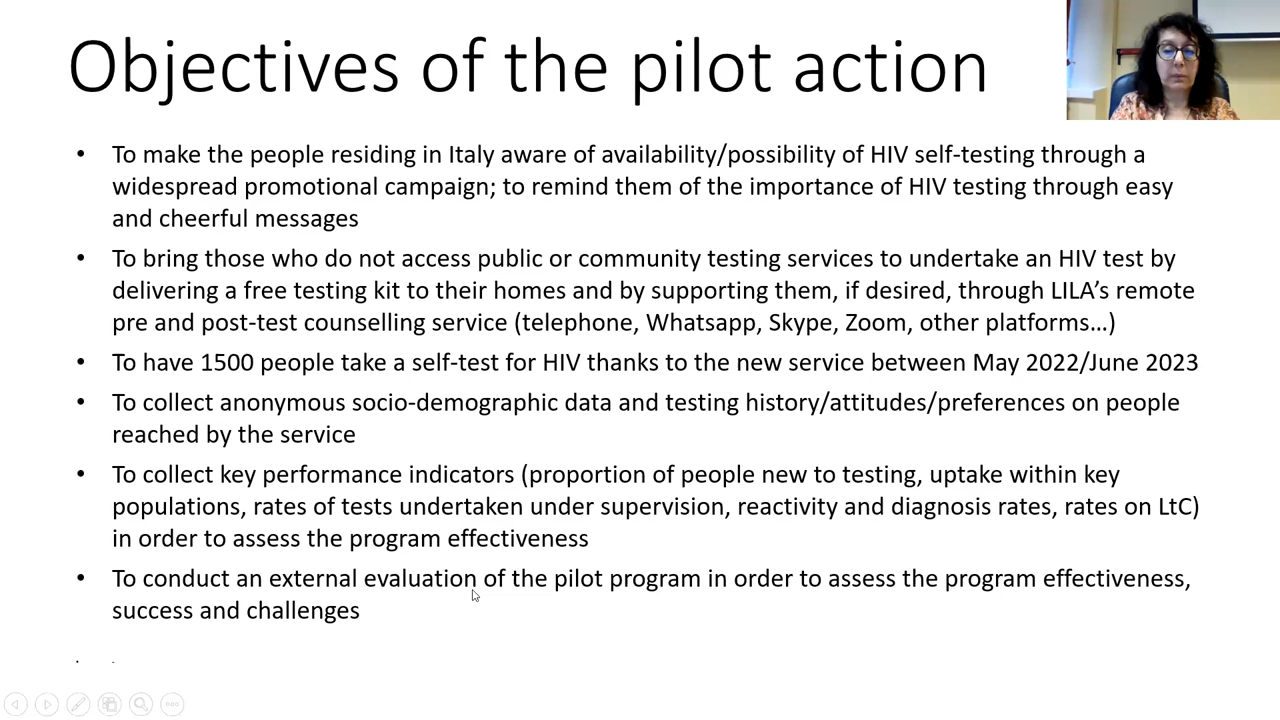 Objectives of the pilot action
• To make the people residing in Italy aware of availability/possibility of HIV self-testing through a
widespread promotional campaign; to remind them of the importance of HIV testing through easy
and cheerful messages
• To bring those who do not access public or community testing services to undertake an HIV test by
delivering a free testing kit to their homes and by supporting them, if desired, through LILA’s remote
pre and post-test counselling service (telephone, Whatsapp, Skype, Zoom, other platforms…)
• To have 1500 people take a self-test for HIV thanks to the new service between May 2022/June 2023
• To collect anonymous socio-demographic data and testing history/attitudes/preferences on people
reached by the service
• To collect key performance indicators (proportion of people new to testing, uptake within key
populations, rates of tests undertaken under supervision, reactivity and diagnosis rates, rates on LtC)
in order to assess the program effectiveness
• To conduct an external evaluation of the pilot program in order to assess the program effectiveness,
success and challenges